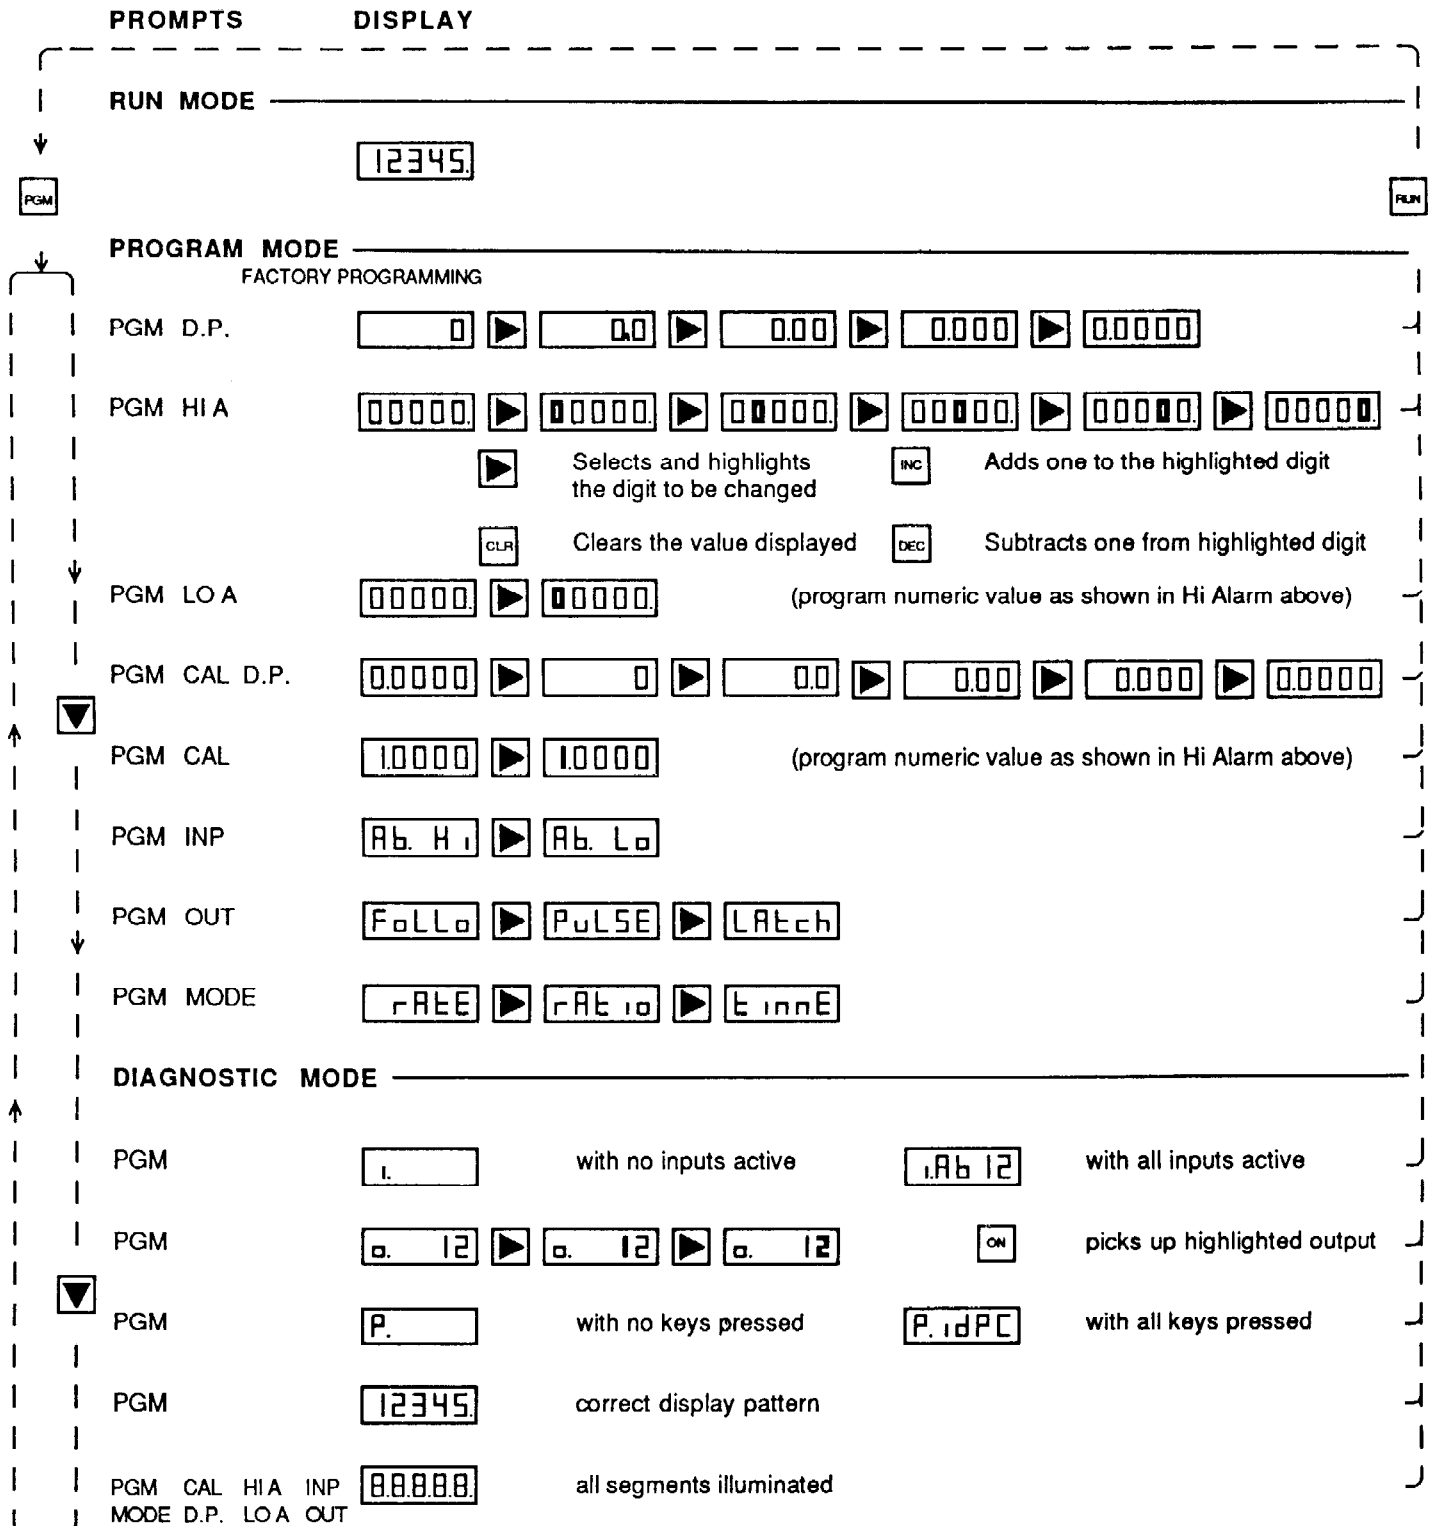 PROMPTS DISPLAY
RUN MODE
12345.
PGM
RUN
PROGRAM MODE
FACTORY PROGRAMMING
PGM D.P. 0 0.0 0.00 0.000 0.0000
PGM HI A 00000. 00000. 00000. 00000. 00000. 00000.
Selects and highlights
the digit to be changed
INC Adds one to the highlighted digit
CLR Clears the value displayed DEC Subtracts one from highlighted digit
PGM LO A 00000. 00000. (program numeric value as shown in Hi Alarm above)
PGM CAL D.P. 0.0000 0 0.0 0.00 0.000 0.0000
PGM CAL 1.0000 1.0000 (program numeric value as shown in Hi Alarm above)
PGM INP Ab. Hi Ab. Lo
PGM OUT FoLLo PuLSE LAtch
PGM MODE rAtE rAtio tinnE
DIAGNOSTIC MODE
PGM i. with no inputs active i.Ab12 with all inputs active
PGM o. 12 o. 12 o. 12 ON picks up highlighted output
PGM P. with no keys pressed P.idPC with all keys pressed
PGM 12345. correct display pattern
PGM CAL HI A INP 8.8.8.8.8. all segments illuminated
MODE D.P. LO A OUT